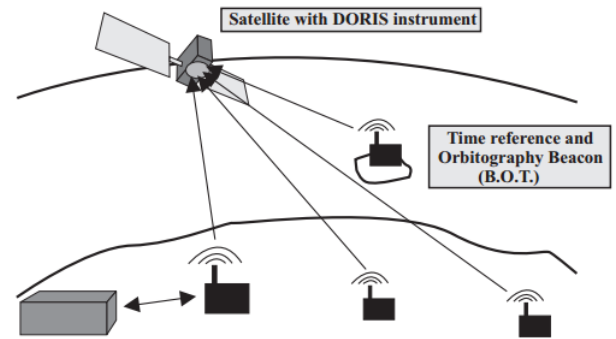 Satellite with DORIS instrument
Time reference and
Orbitography Beacon
(B.O.T.)